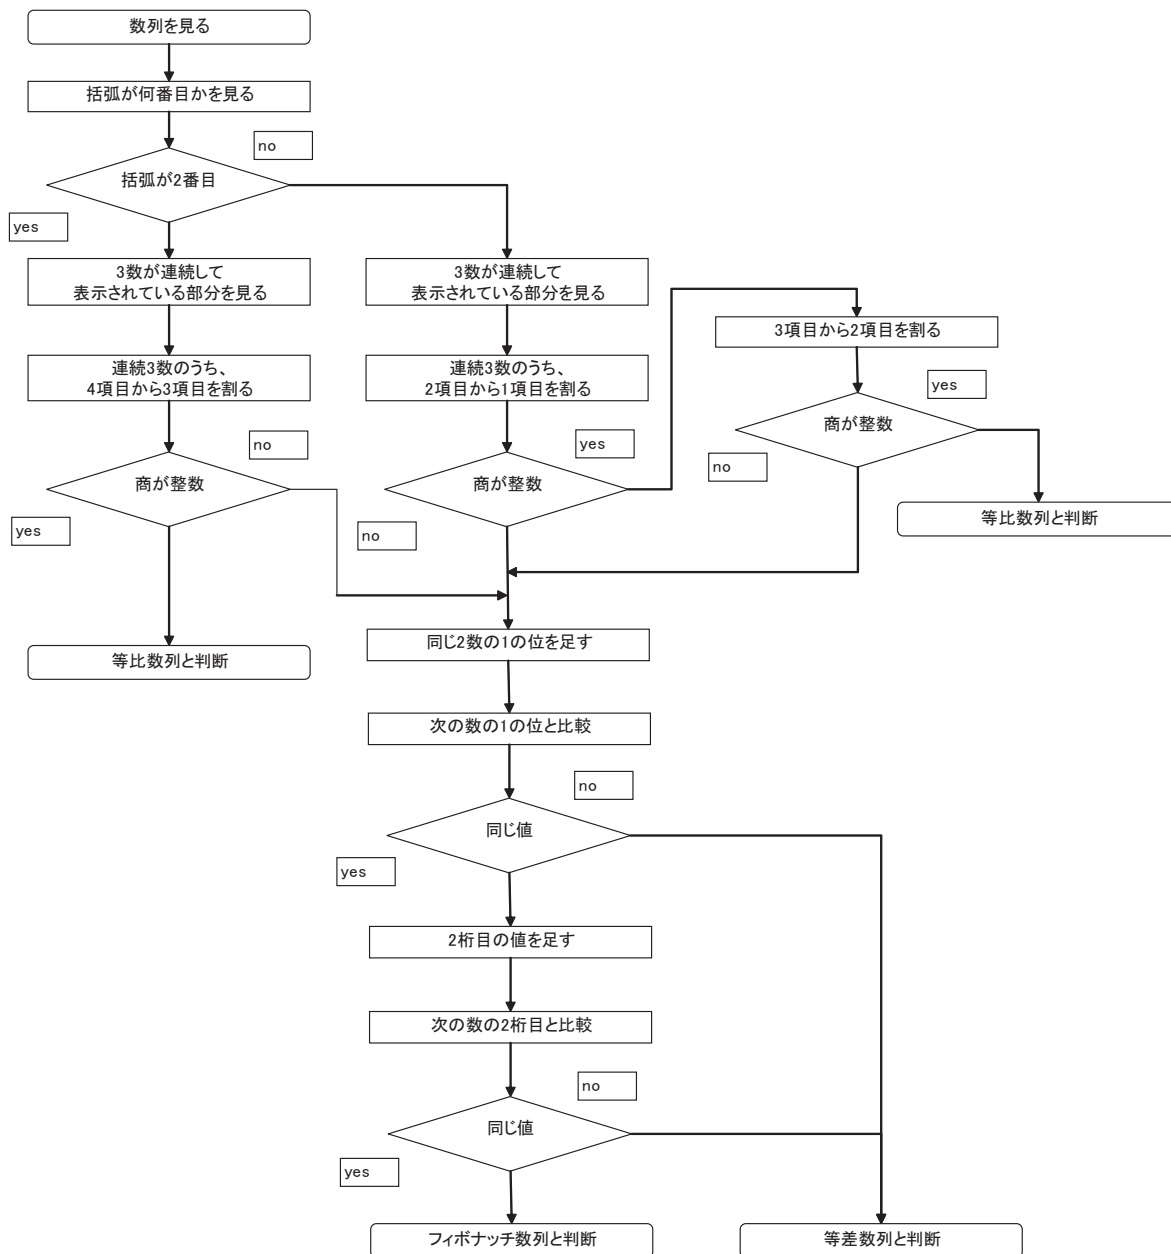 数列を見る
括弧が何番目かを見る
no
括弧が2番目
yes
3数が連続して
表示されている部分を見る
3数が連続して
表示されている部分を見る
3項目から2項目を割る
連続3数のうち、
4項目から3項目を割る
連続3数のうち、
2項目から1項目を割る
yes
商が整数
no
no
商が整数
yes
yes
商が整数
no
等比数列と判断
等比数列と判断
同じ2数の1の位を足す
次の数の1の位と比較
no
同じ値
yes
2桁目の値を足す
次の数の2桁目と比較
no
同じ値
yes
フィボナッチ数列と判断
等差数列と判断